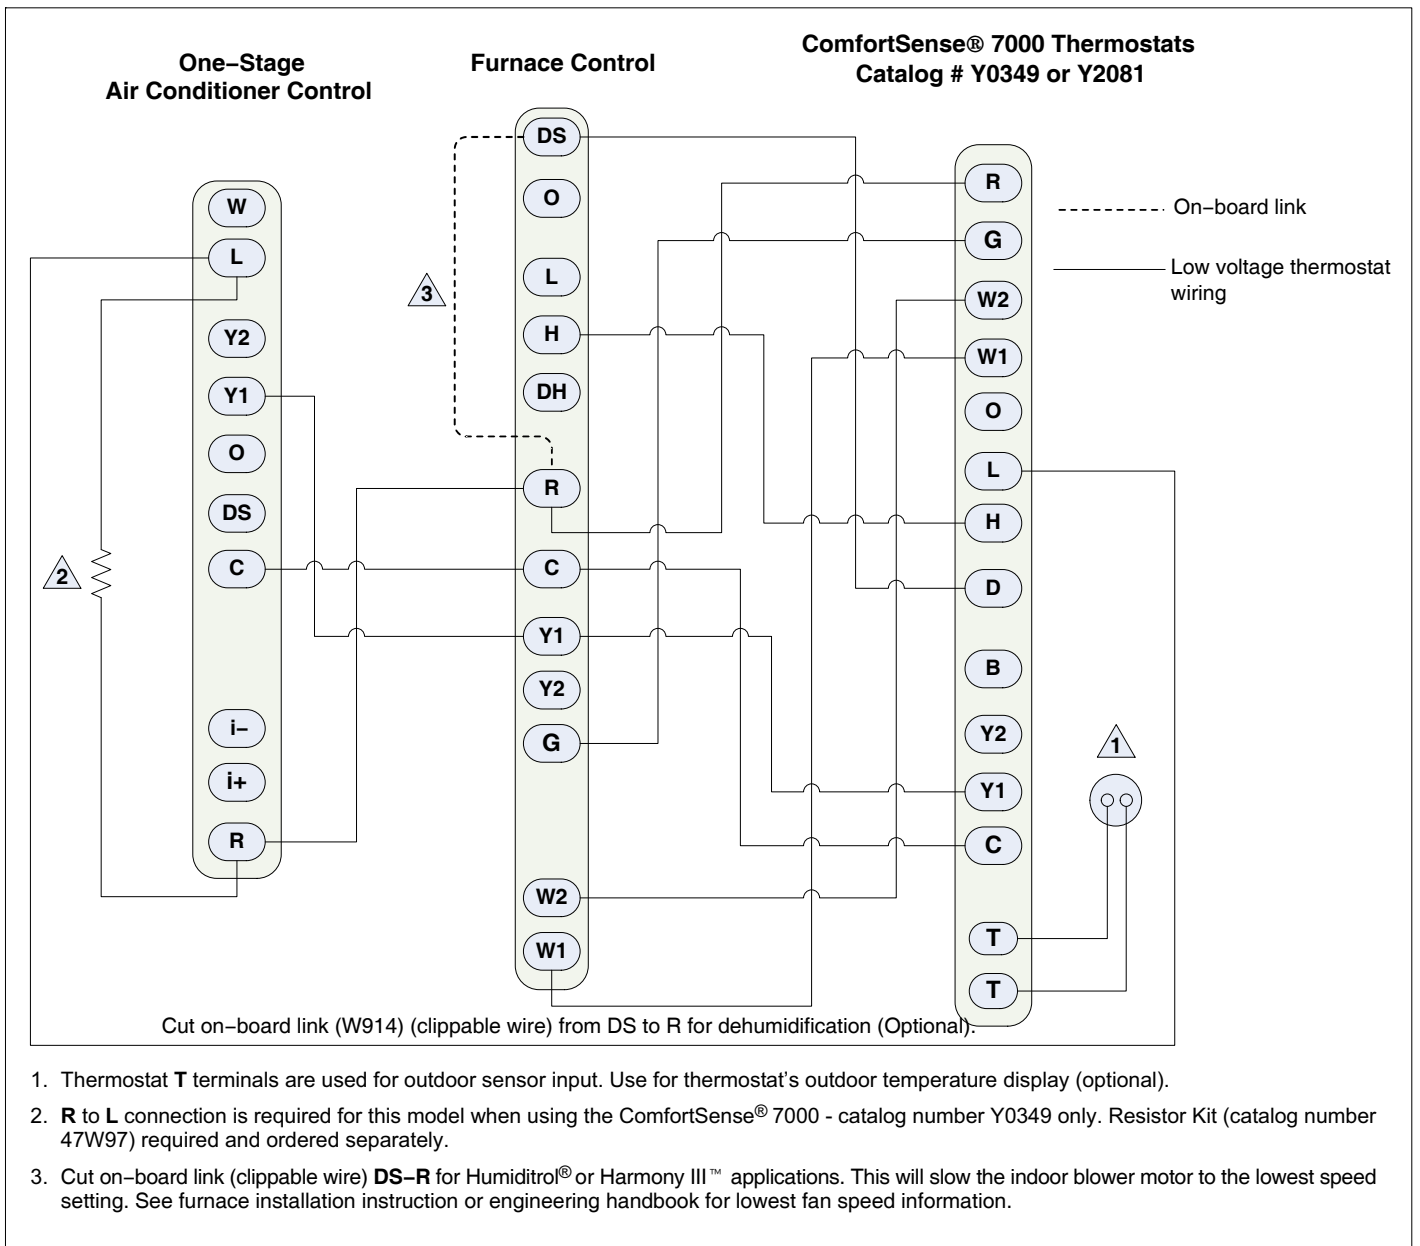 One−Stage
Air Conditioner Control
Furnace Control
ComfortSense® 7000 Thermostats
Catalog # Y0349 or Y2081
W
L
Y2
Y1
O
DS
C
i−
i+
R
2
3
DS
O
L
H
DH
R
C
Y1
Y2
G
W2
W1
R
G
W2
W1
O
L
H
D
B
Y2
Y1
C
T
T
1
On−board link
Low voltage thermostat
wiring
Cut on−board link (W914) (clippable wire) from DS to R for dehumidification (Optional).
1. Thermostat T terminals are used for outdoor sensor input. Use for thermostat's outdoor temperature display (optional).
2. R to L connection is required for this model when using the ComfortSense® 7000 - catalog number Y0349 only. Resistor Kit (catalog number
47W97) required and ordered separately.
3. Cut on−board link (clippable wire) DS−R for Humiditrol® or Harmony III™ applications. This will slow the indoor blower motor to the lowest speed
setting. See furnace installation instruction or engineering handbook for lowest fan speed information.